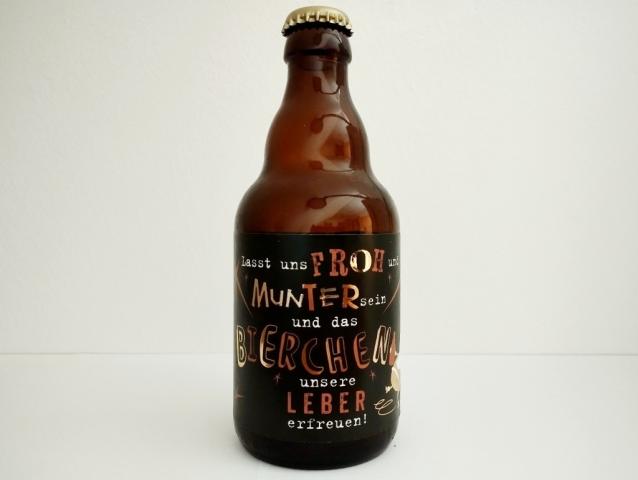 Lasst uns FROH und
MUNTER sein
und das
BIERCHEN
unsere
LEBER
erfreuen!